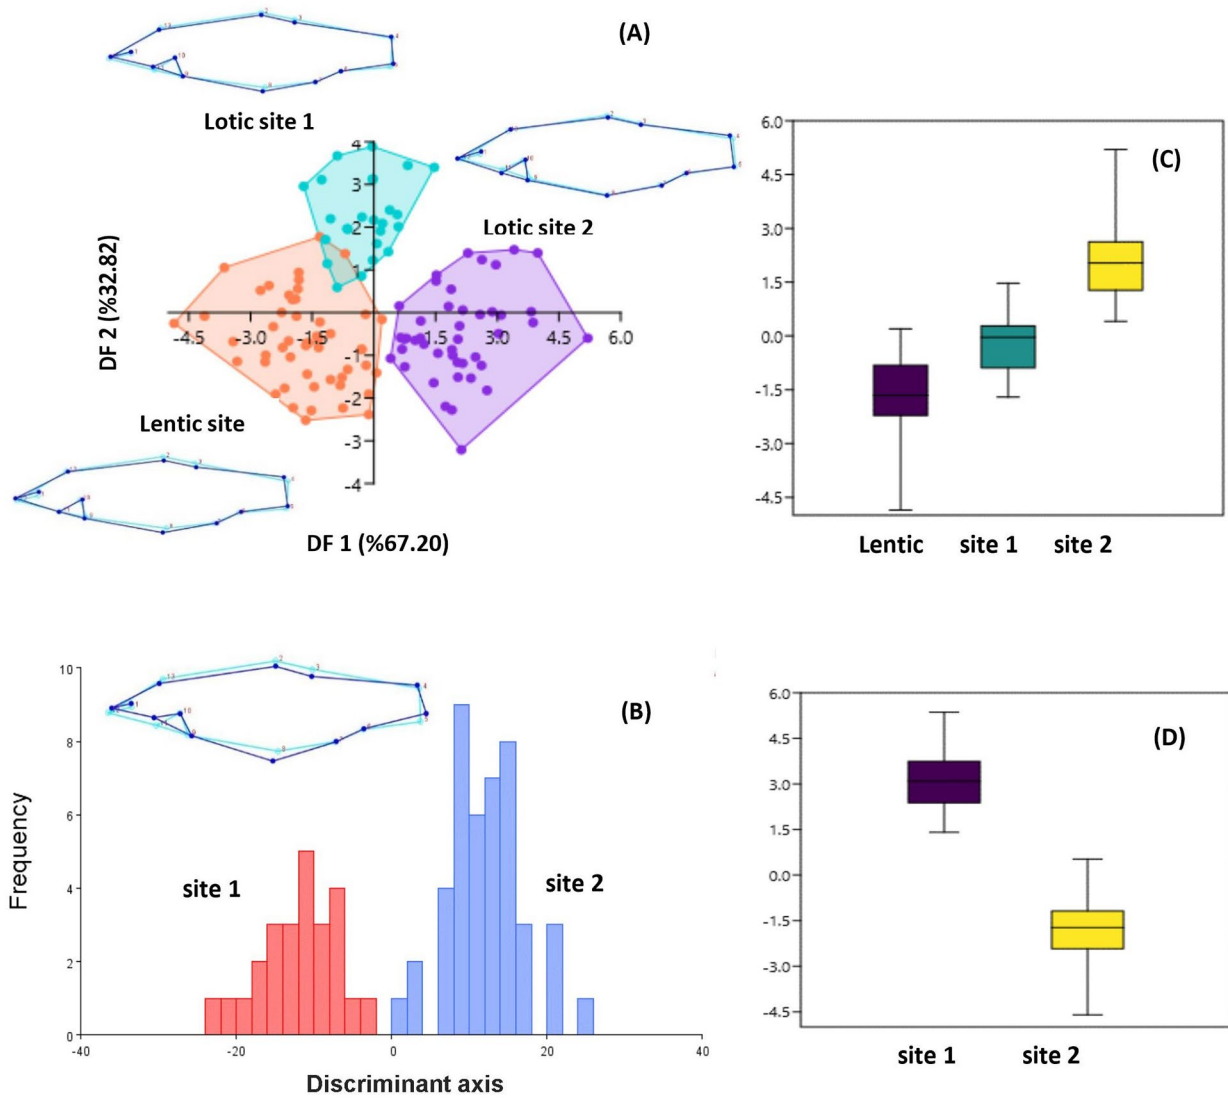 (A)
Lotic site 1
Lotic site 2
Lentic site
DF 2 (%32.82)
4
3
2
1
-1
-2
-3
-4
-4.5 -3.0 -1.5 1.5 3.0 4.5 6.0
DF 1 (%67.20)
(C)
6.0
4.5
3.0
1.5
0.0
-1.5
-3.0
-4.5
Lentic site 1 site 2
(B)
Frequency
10
8
6
4
2
0
site 1
site 2
-40 -20 0 20 40
Discriminant axis
(D)
6.0
4.5
3.0
1.5
0.0
-1.5
-3.0
-4.5
site 1 site 2